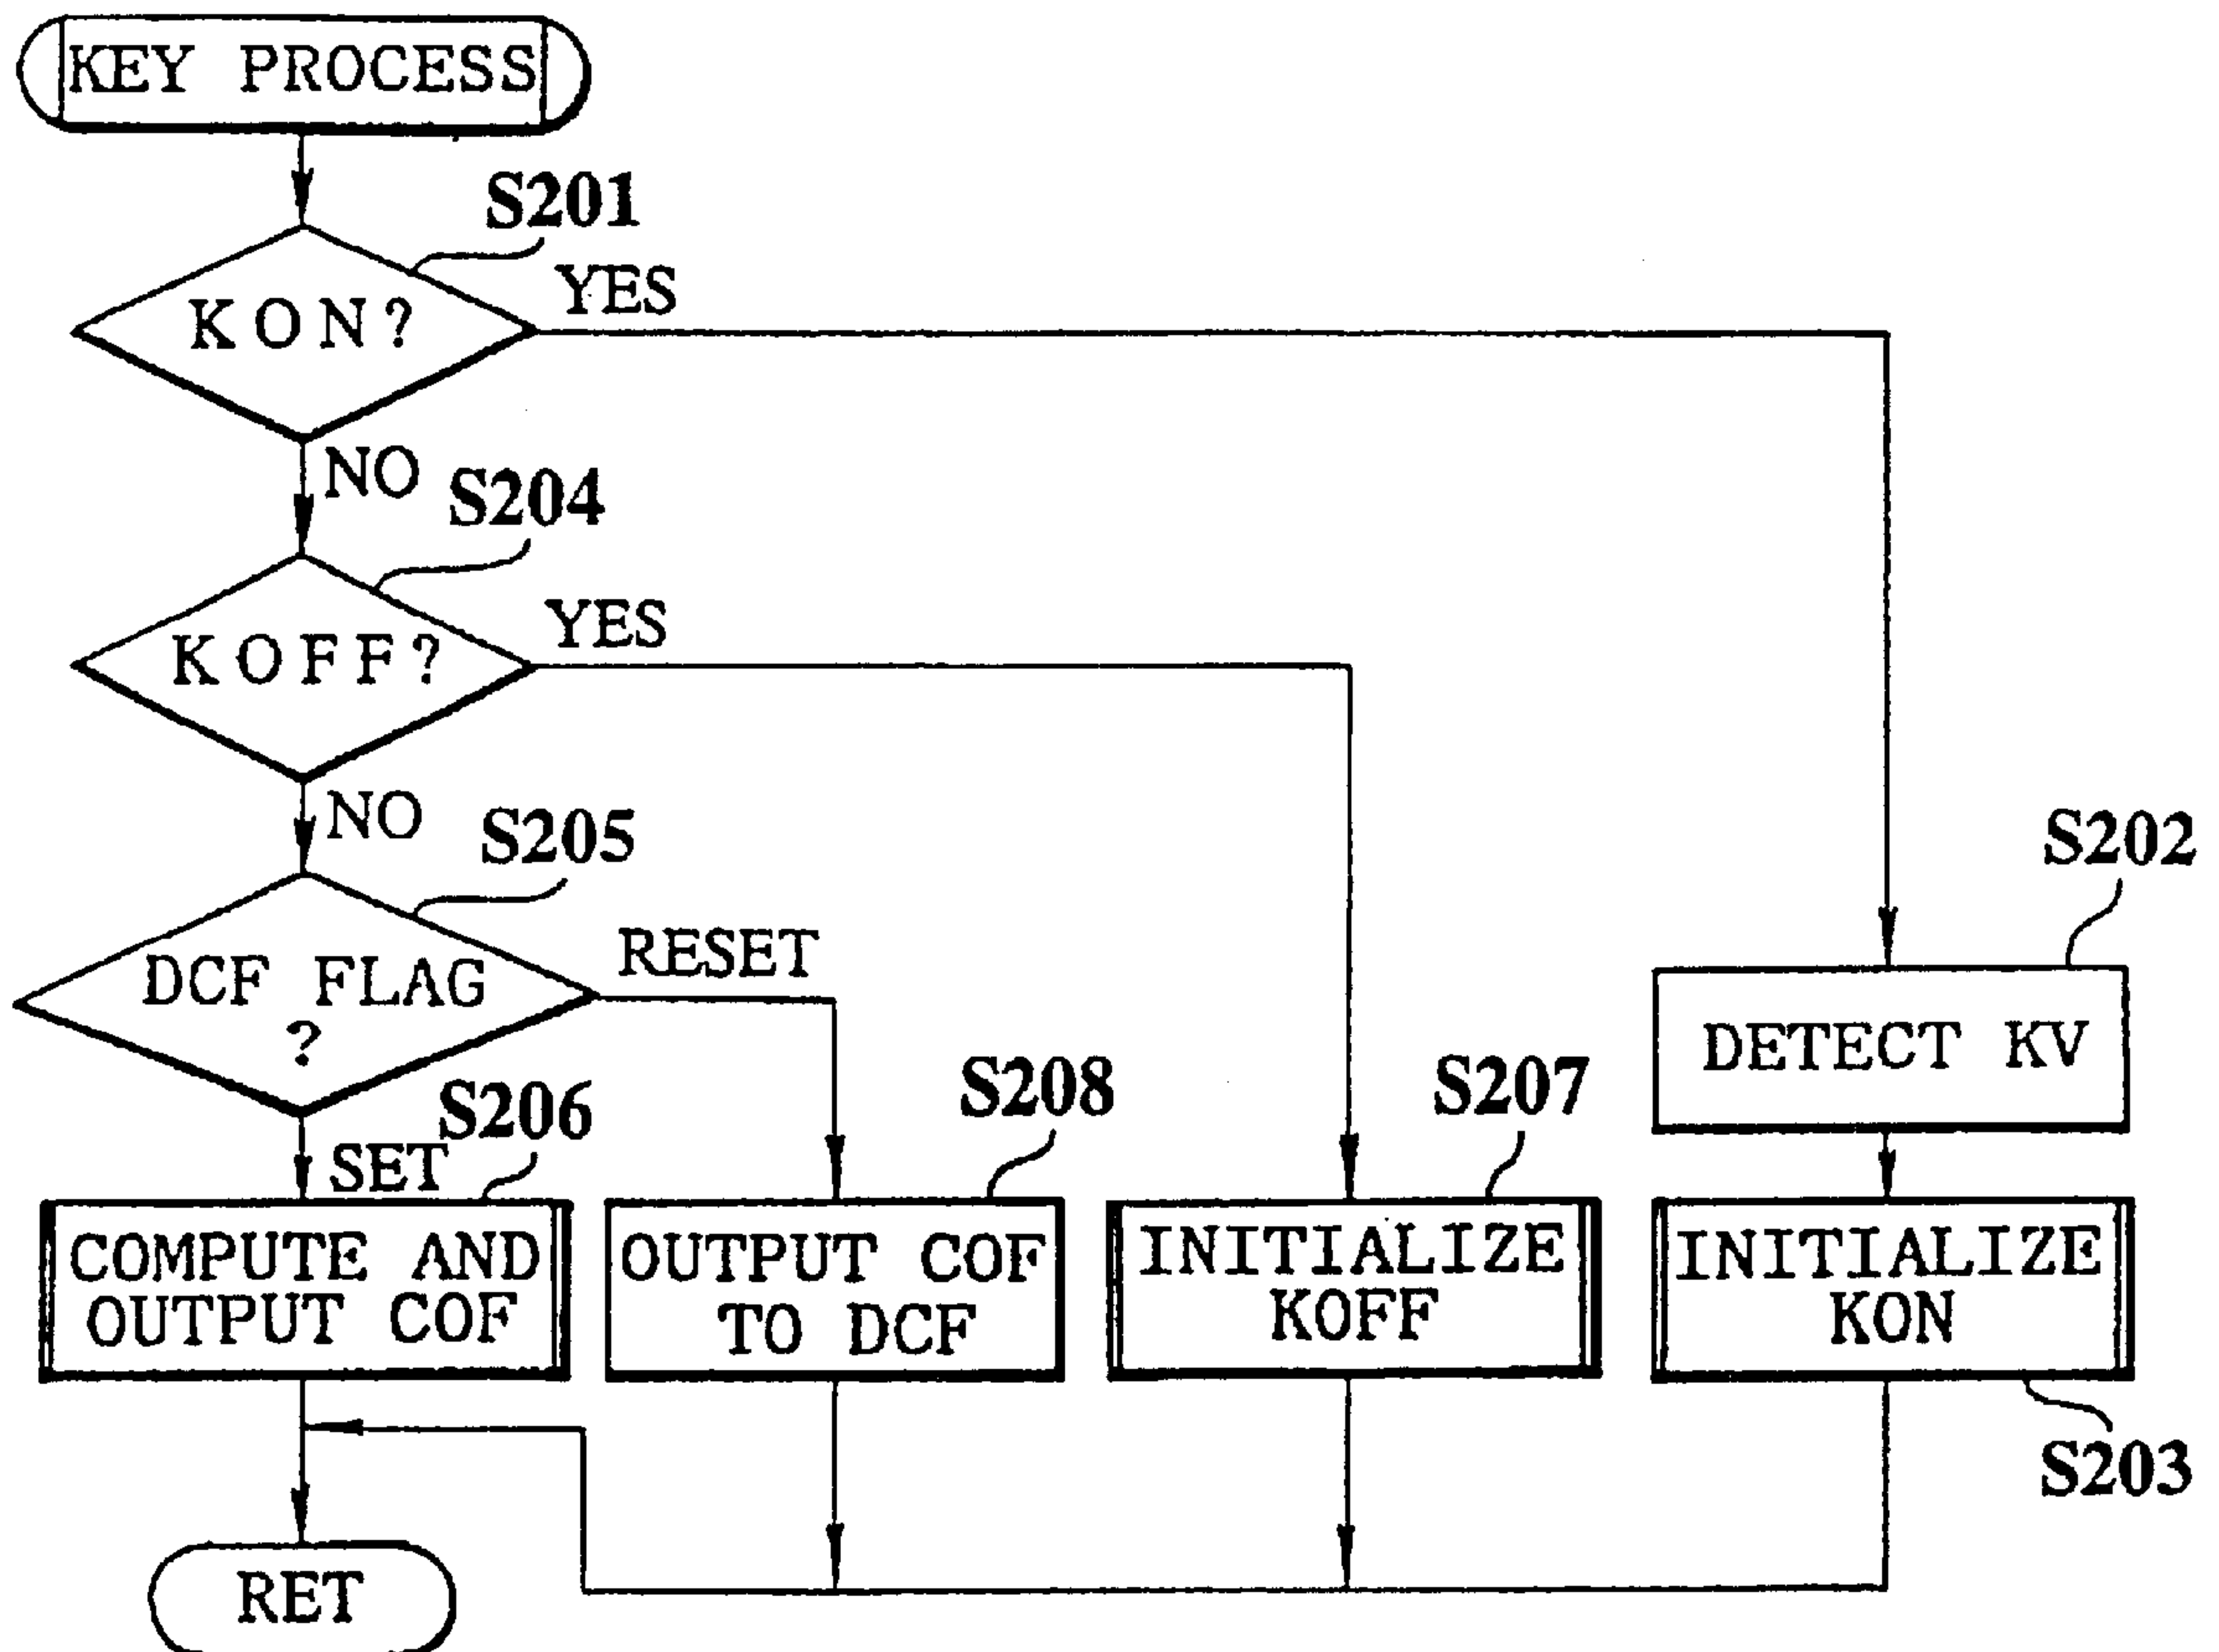 KEY PROCESS
S201
KON?
YES
NO
S204
KOFF?
YES
NO
S205
DCF FLAG
?
RESET
SET
S206
COMPUTE AND
OUTPUT COF
S208
OUTPUT COF
TO DCF
S207
INITIALIZE
KOFF
S202
DETECT KV
INITIALIZE
KON
S203
RET